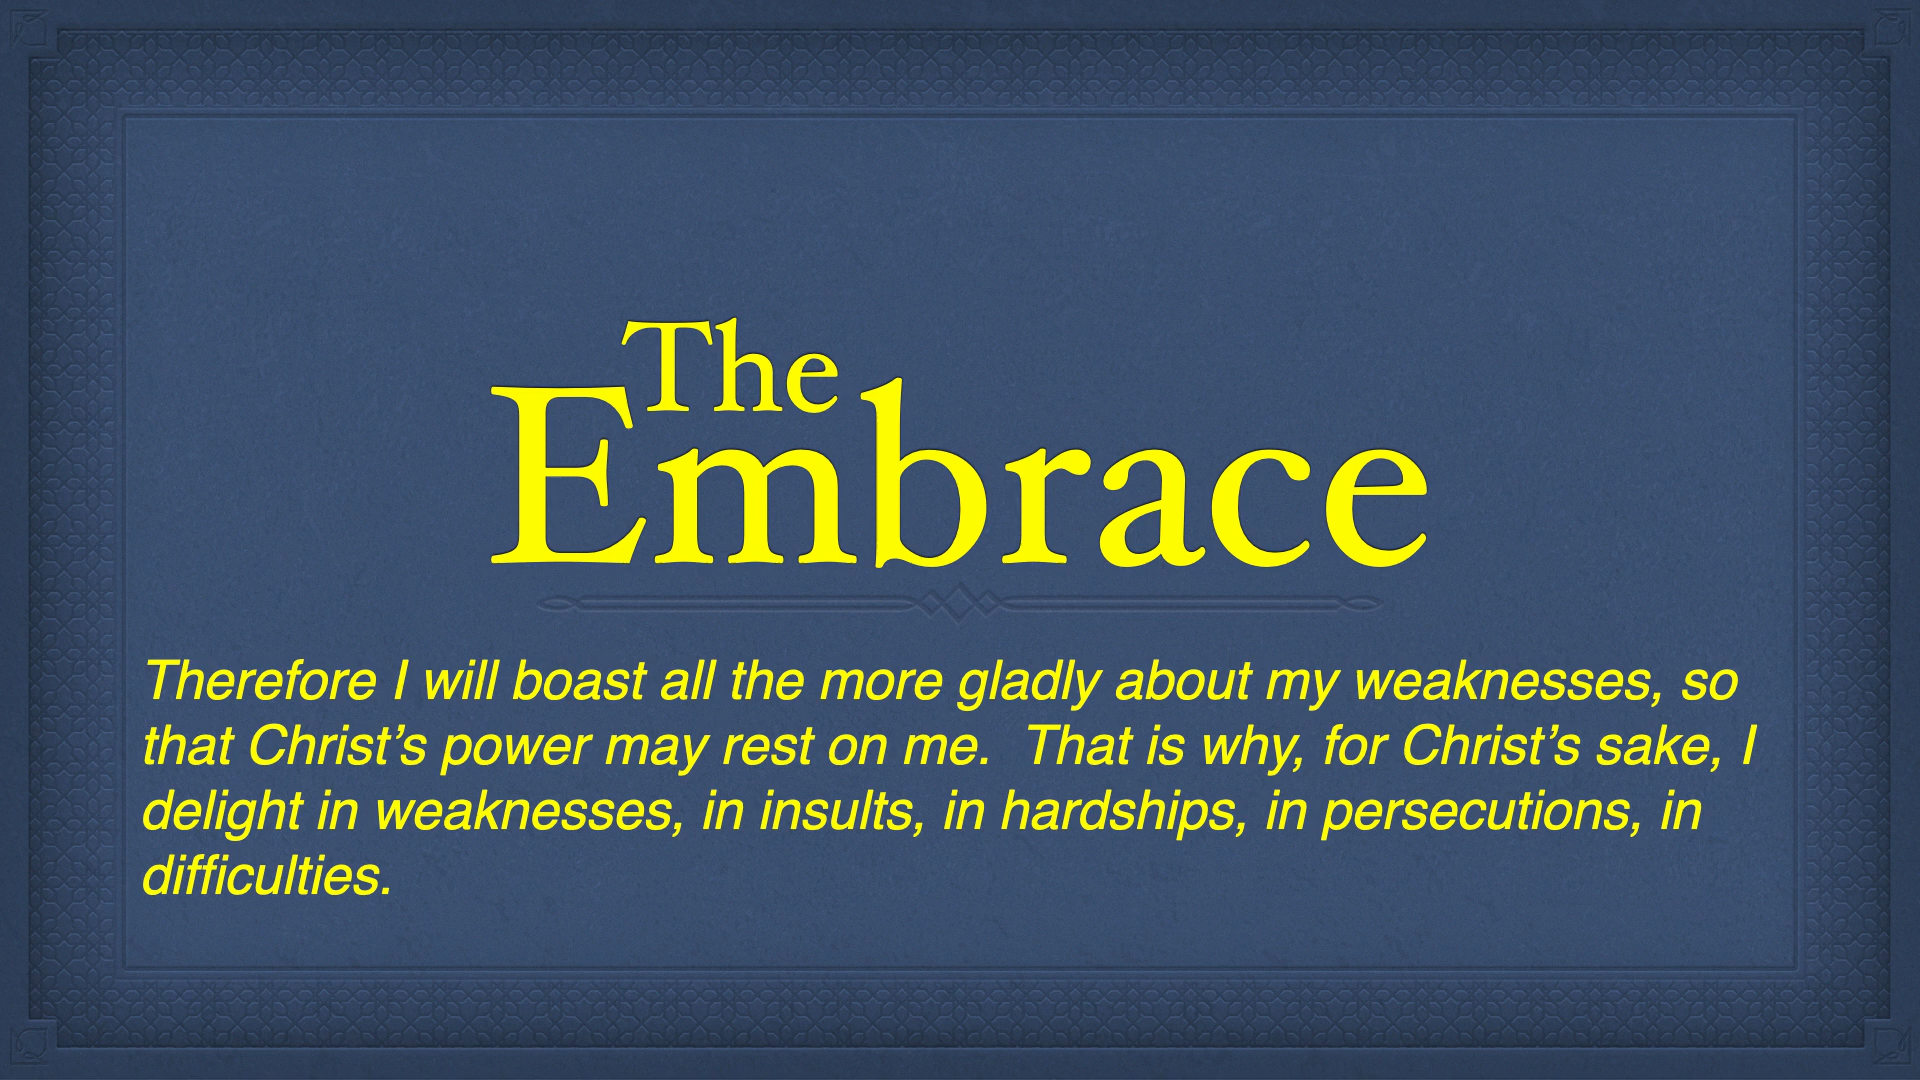 The
Embrace
Therefore I will boast all the more gladly about my weaknesses, so
that Christ’s power may rest on me.  That is why, for Christ’s sake, I
delight in weaknesses, in insults, in hardships, in persecutions, in
difficulties.